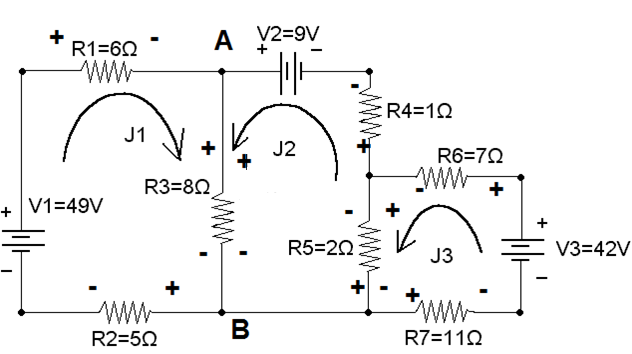 V2=9V
+ R1=6Ω - A + −
- R4=1Ω
J1 + + J2 +
R6=7Ω
R3=8Ω - +
+ V1=49V - + +
R5=2Ω J3 V3=42V
− - - −
- + + - + -
R2=5Ω B R7=11Ω